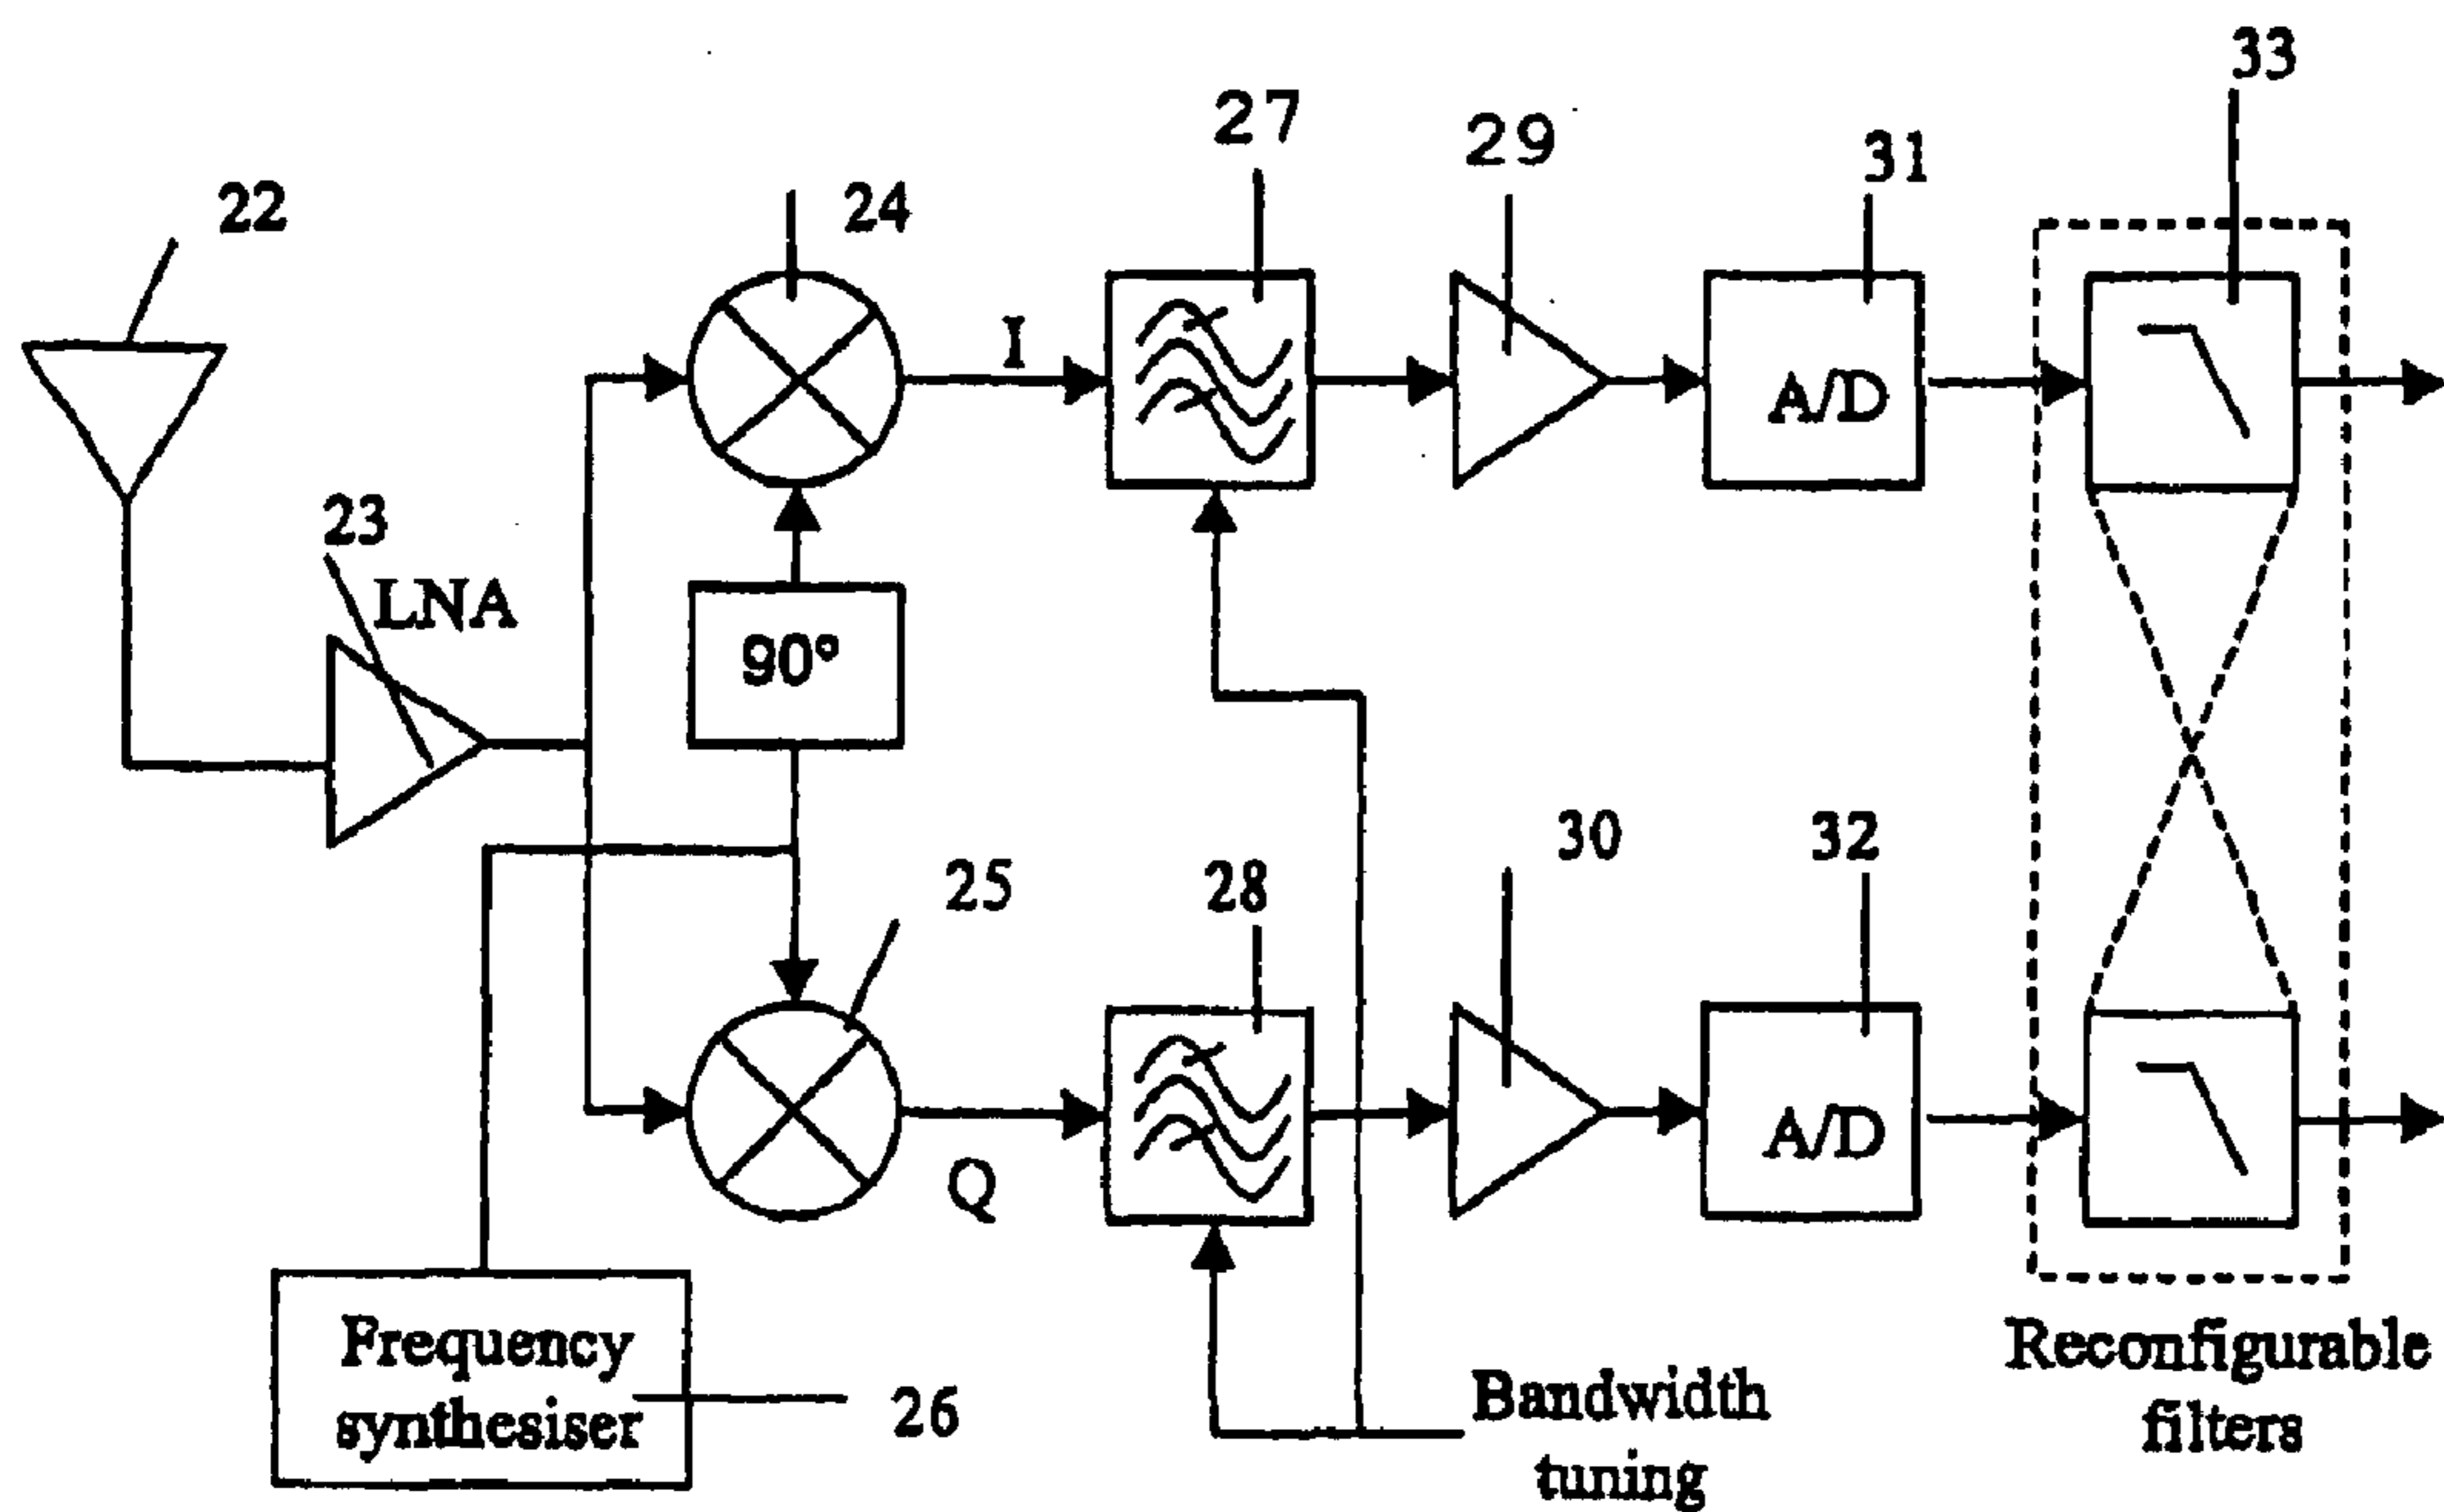 33
27
29
31
22
24
I
A/D
23
LNA
90°
30
32
25
28
Q
A/D
Frequency
synthesiser
26
Bandwidth
tuning
Reconfigurable
filters